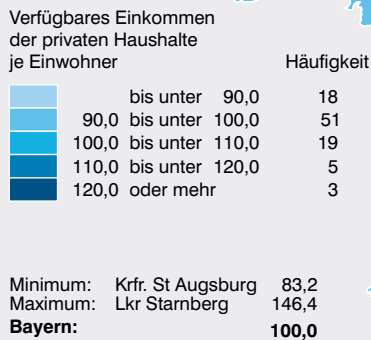 Verfügbares Einkommen
der privaten Haushalte
je Einwohner Häufigkeit
bis unter 90,0 18
90,0 bis unter 100,0 51
100,0 bis unter 110,0 19
110,0 bis unter 120,0 5
120,0 oder mehr 3
Minimum: Krfr. St Augsburg 83,2
Maximum: Lkr Starnberg 146,4
Bayern: 100,0